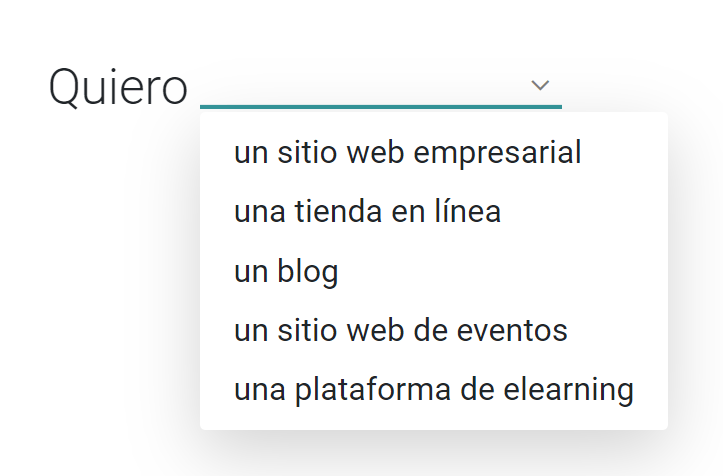 Quiero
un sitio web empresarial
una tienda en línea
un blog
un sitio web de eventos
una plataforma de elearning